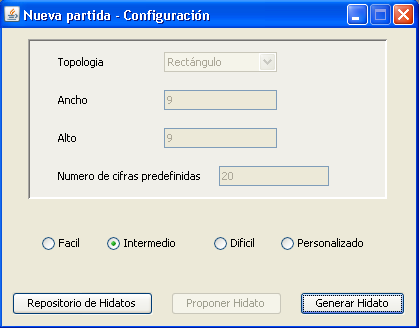 Nueva partida - Configuración
Topologia Rectángulo
Ancho 9
Alto 9
Numero de cifras predefinidas 20
Facil Intermedio Dificil Personalizado
Repositorio de Hidatos Proponer Hidato Generar Hidato